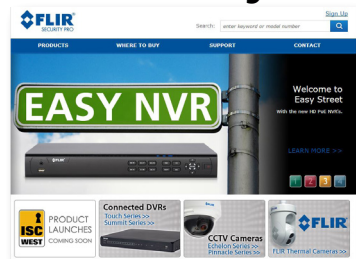 FLIR
SECURITY PRO
Sign Up
Search:
enter keyword or model number
PRODUCTS
WHERE TO BUY
SUPPORT
CONTACT
EASY NVR
Welcome to
Easy Street
with the new HD PoE NVRs.
LEARN MORE >>
FLIR
1 2 3 4
ISC
WEST
PRODUCT
LAUNCHES
COMING SOON
Connected DVRs
Touch Series>>
Summit Series>>
CCTV Cameras
Echelon Series>>
Pinnacle Series>>
FLIR
FLIR Thermal Cameras>>